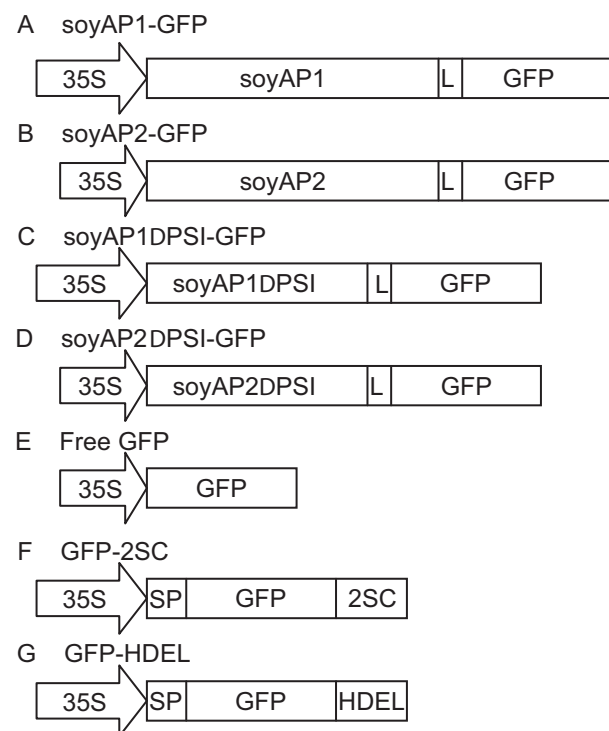 A soyAP1-GFP
35S soyAP1 L GFP
B soyAP2-GFP
35S soyAP2 L GFP
C soyAP1DPSI-GFP
35S soyAP1DPSI L GFP
D soyAP2DPSI-GFP
35S soyAP2DPSI L GFP
E Free GFP
35S GFP
F GFP-2SC
35S SP GFP 2SC
G GFP-HDEL
35S SP GFP HDEL